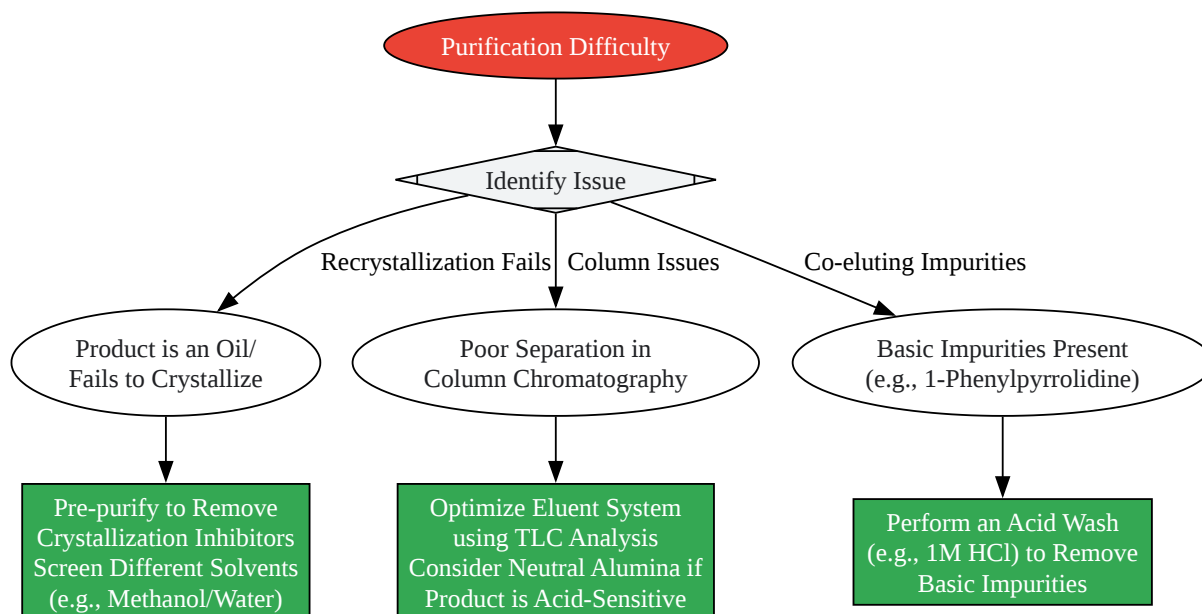 Purification Difficulty
Identify Issue
Recrystallization Fails
Column Issues
Co-eluting Impurities
Product is an Oil/
Fails to Crystallize
Poor Separation in
Column Chromatography
Basic Impurities Present
(e.g., 1-Phenylpyrrolidine)
Pre-purify to Remove
Crystallization Inhibitors
Screen Different Solvents
(e.g., Methanol/Water)
Optimize Eluent System
using TLC Analysis
Consider Neutral Alumina if
Product is Acid-Sensitive
Perform an Acid Wash
(e.g., 1M HCl) to Remove
Basic Impurities